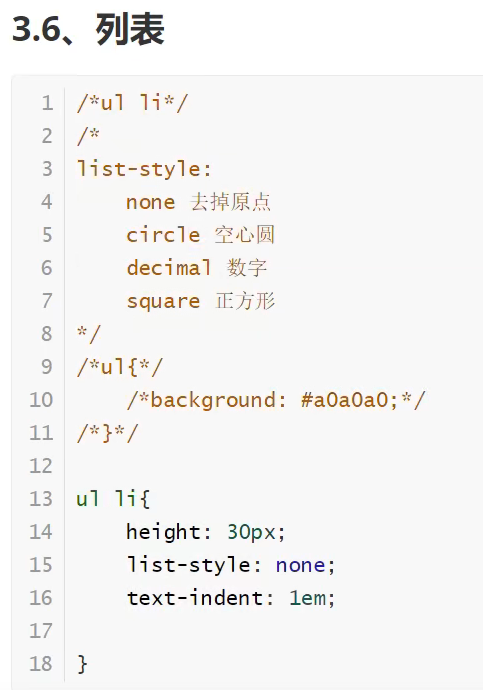 3.6、列表
1 /*ul li*/
2 /*
3 list-style:
4     none 去掉原点
5     circle 空心圆
6     decimal 数字
7     square 正方形
8 */
9 /*ul{*/
10     /*background: #a0a0a0;*/
11 /*}*/
12
13 ul li{
14     height: 30px;
15     list-style: none;
16     text-indent: 1em;
17
18 }